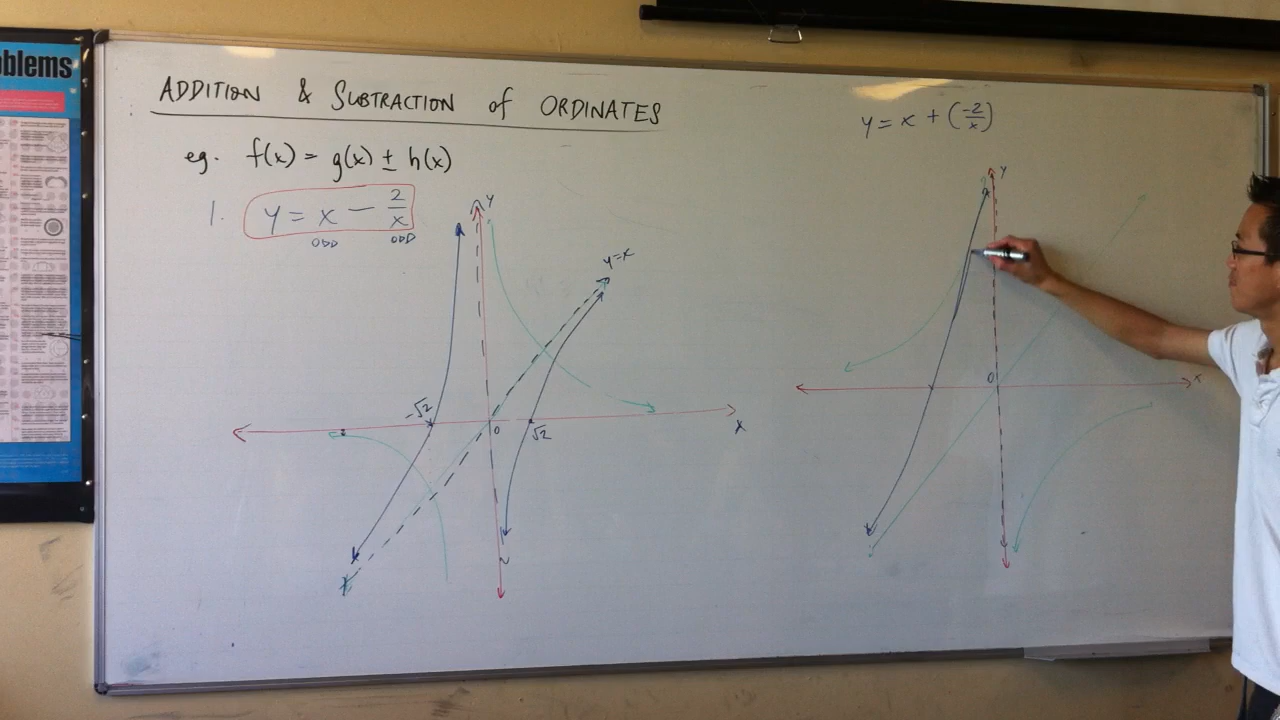 oblems
ADDITION & SUBTRACTION of ORDINATES
eg. f(x) = g(x) ± h(x)
1. y = x − 2/x
ODD ODD
y
y=x
-√2
0
√2
x
y = x + (-2/x)
y
0
x